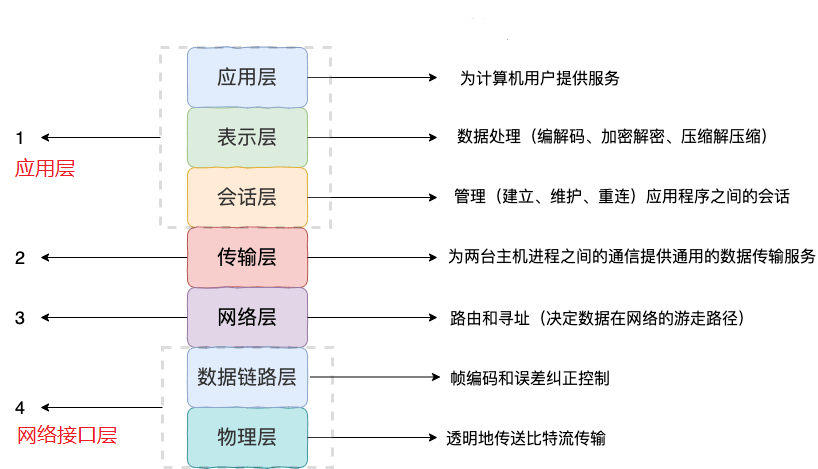 应用层
为计算机用户提供服务
1
应用层
表示层
数据处理（编解码、加密解密、压缩解压缩）
会话层
管理（建立、维护、重连）应用程序之间的会话
2
传输层
为两台主机进程之间的通信提供通用的数据传输服务
3
网络层
路由和寻址（决定数据在网络的游走路径）
数据链路层
帧编码和误差纠正控制
4
网络接口层
物理层
透明地传送比特流传输